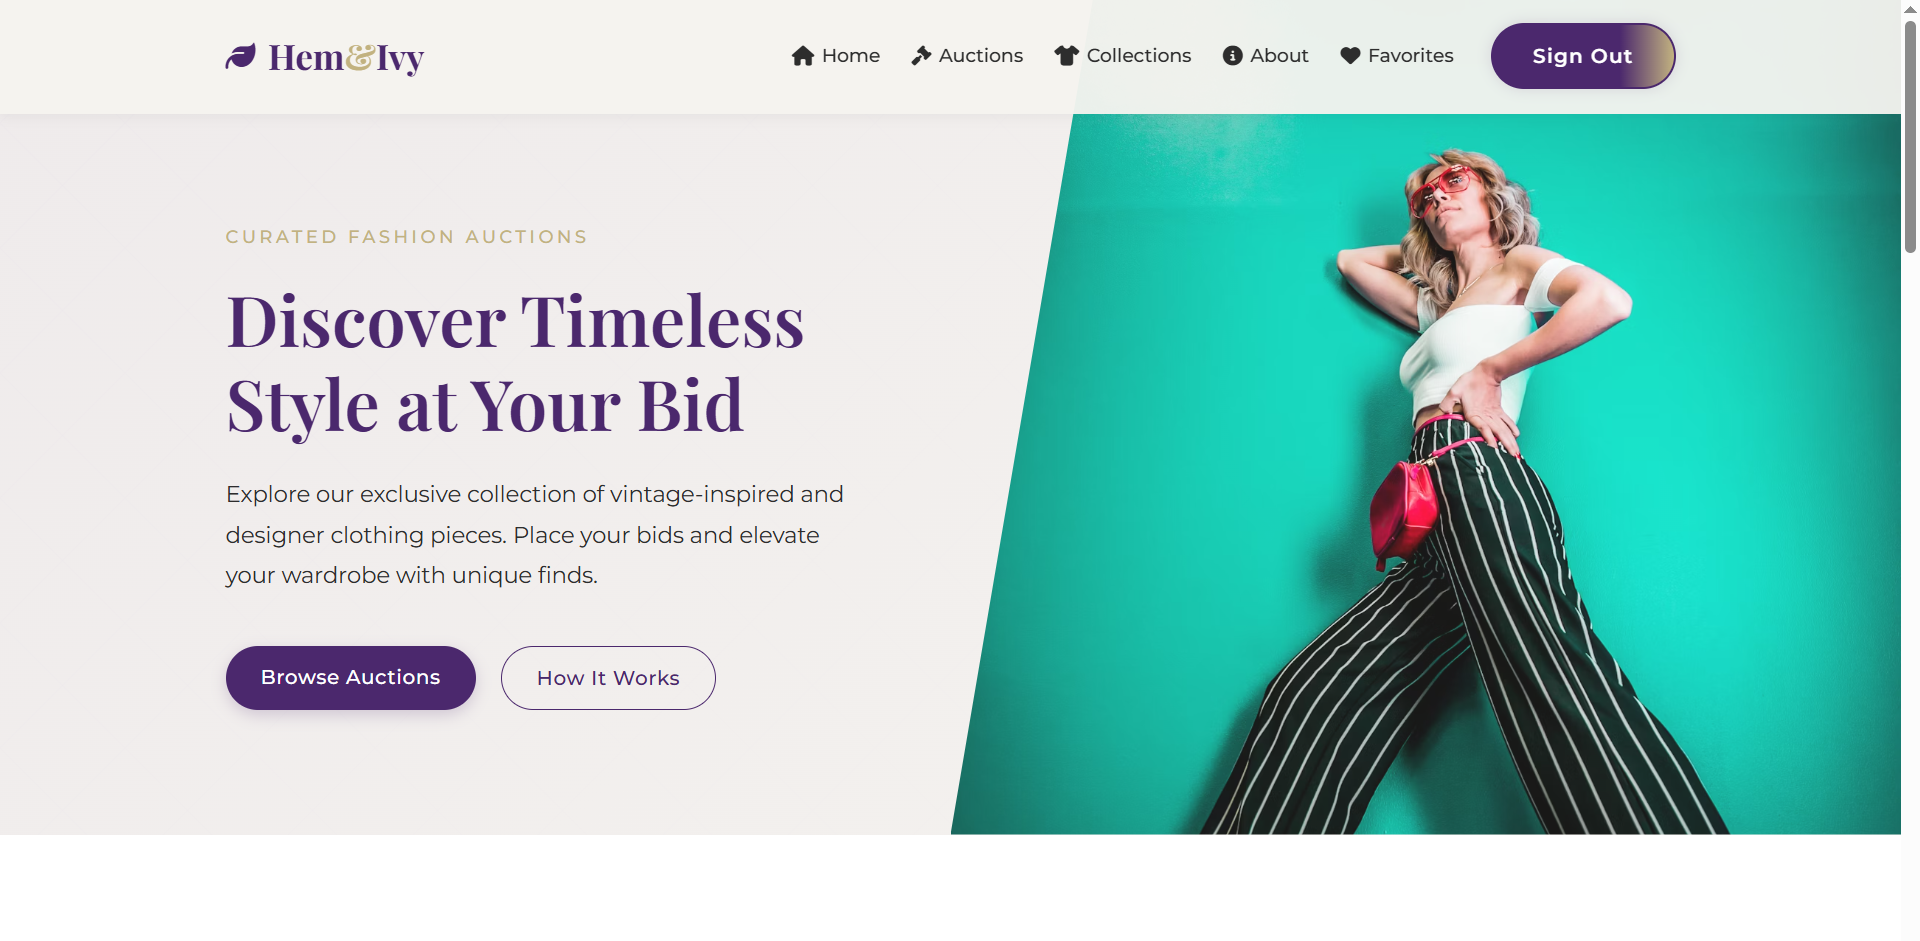 Hem&Ivy
Home
Auctions
Collections
About
Favorites
Sign Out
CURATED FASHION AUCTIONS
Discover Timeless
Style at Your Bid
Explore our exclusive collection of vintage-inspired and
designer clothing pieces. Place your bids and elevate
your wardrobe with unique finds.
Browse Auctions
How It Works